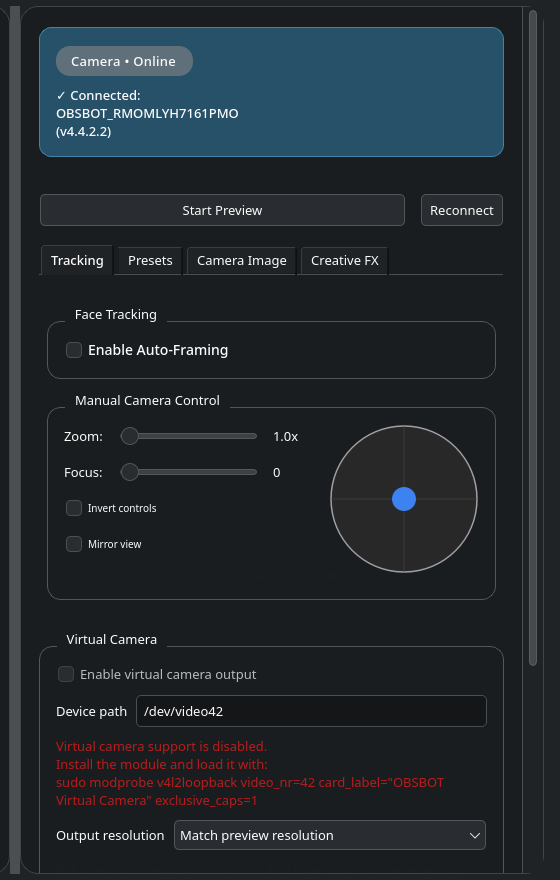 Camera • Online
✓ Connected:
OBSBOT_RMOMLYH7161PMO
(v4.4.2.2)
Start Preview
Reconnect
Tracking
Presets
Camera Image
Creative FX
Face Tracking
Enable Auto-Framing
Manual Camera Control
Zoom:
1.0x
Focus:
0
Invert controls
Mirror view
Virtual Camera
Enable virtual camera output
Device path
/dev/video42
Virtual camera support is disabled.
Install the module and load it with:
sudo modprobe v4l2loopback video_nr=42 card_label="OBSBOT
Virtual Camera" exclusive_caps=1
Output resolution
Match preview resolution